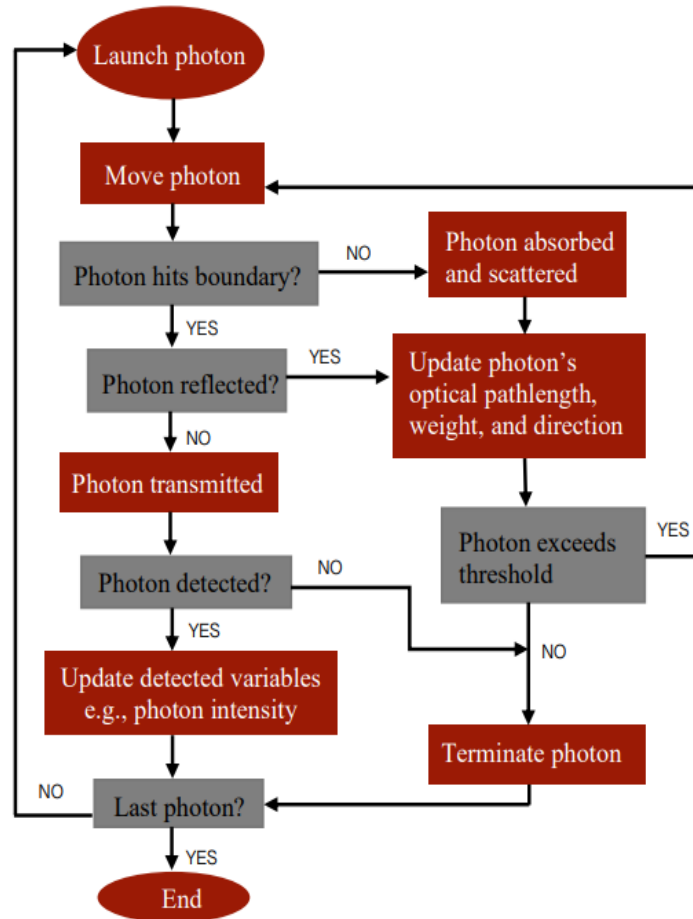 Launch photon
Move photon
Photon hits boundary?
NO
Photon absorbed
and scattered
YES
Photon reflected?
YES
Update photon’s
optical pathlength,
weight, and direction
NO
Photon transmitted
Photon exceeds
threshold
YES
Photon detected?
NO
YES
NO
Update detected variables
e.g., photon intensity
Terminate photon
NO
Last photon?
YES
End